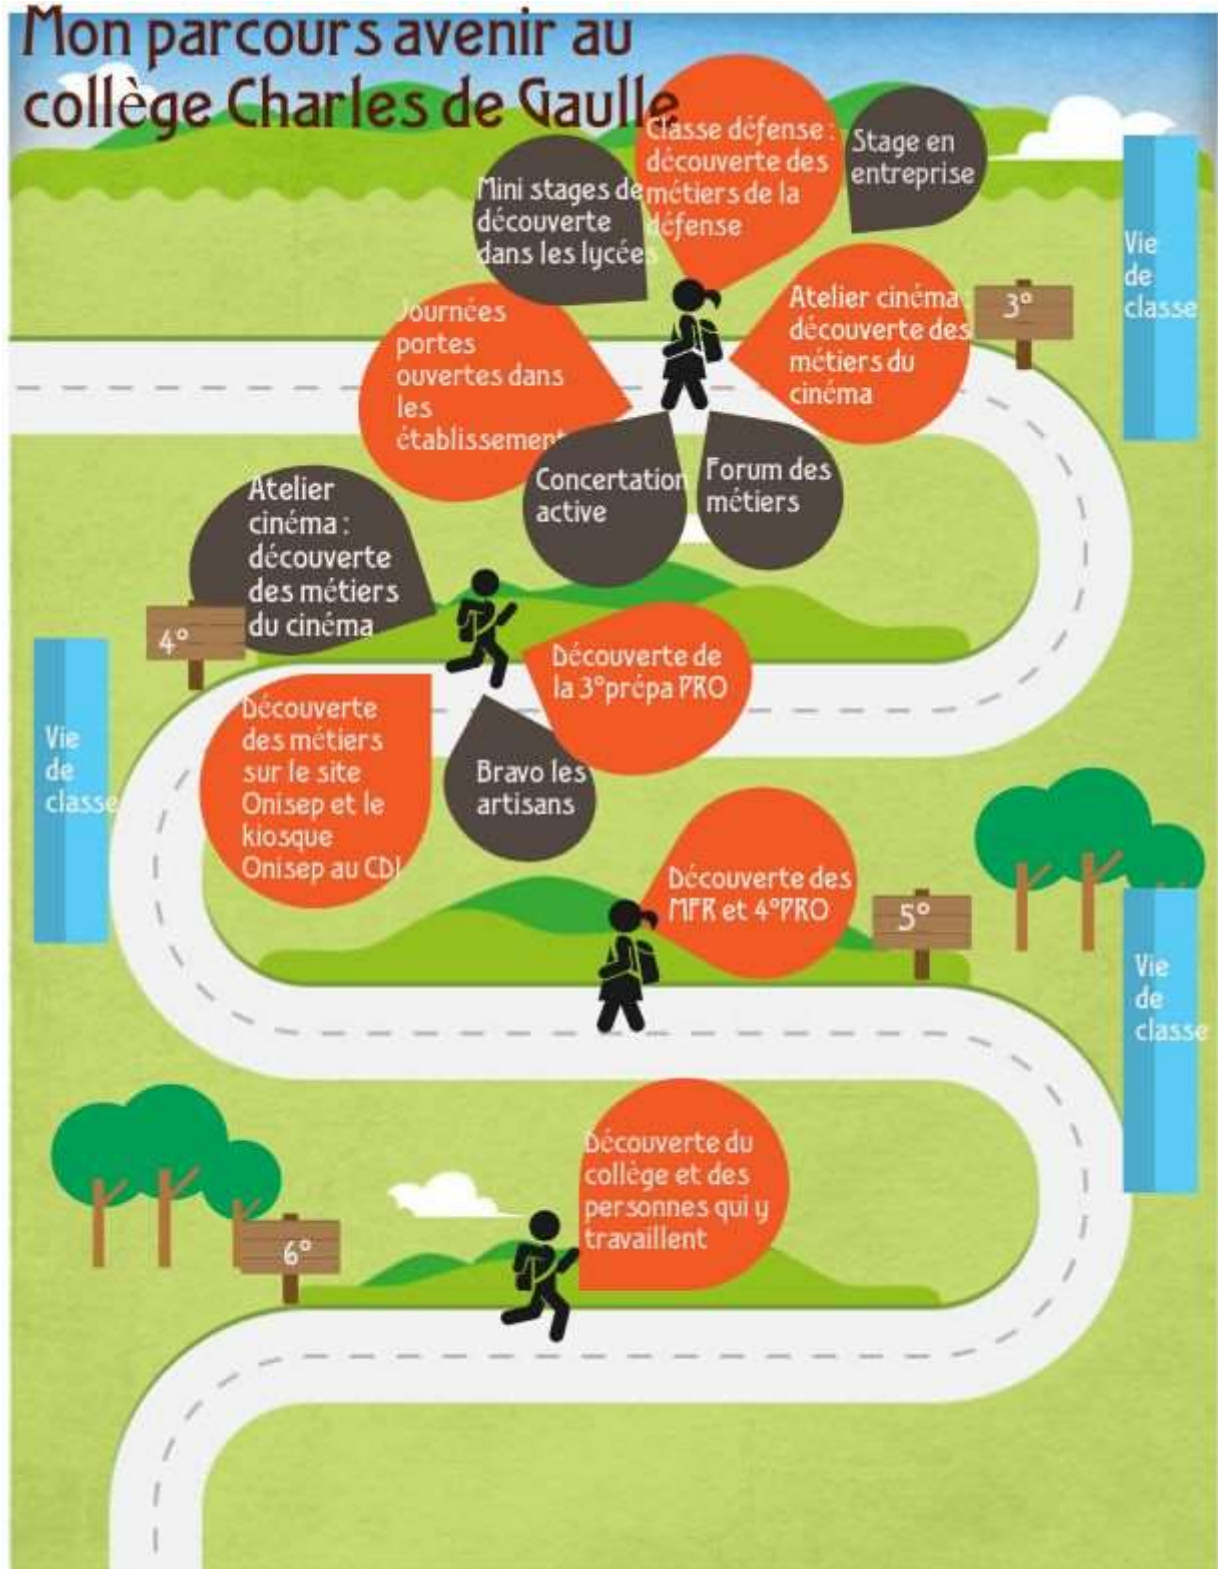 Mon parcours avenir au
collège Charles de Gaulle
Classe défense :
découverte des
métiers de la
défense
Stage en
entreprise
Mini stages de
découverte
dans les lycées
Vie
de
classe
Atelier cinéma :
découverte des
métiers du
cinéma
3°
Journées
portes
ouvertes dans
les
établissement
Concertation
active
Forum des
métiers
Atelier
cinéma :
découverte
des métiers
du cinéma
4°
Découverte de
la 3°prépa PRO
Vie
de
classe
Découverte
des métiers
sur le site
Onisep et le
kiosque
Onisep au CDI
Bravo les
artisans
Découverte des
MFR et 4°PRO
5°
Vie
de
classe
Découverte du
collège et des
personnes qui y
travaillent
6°